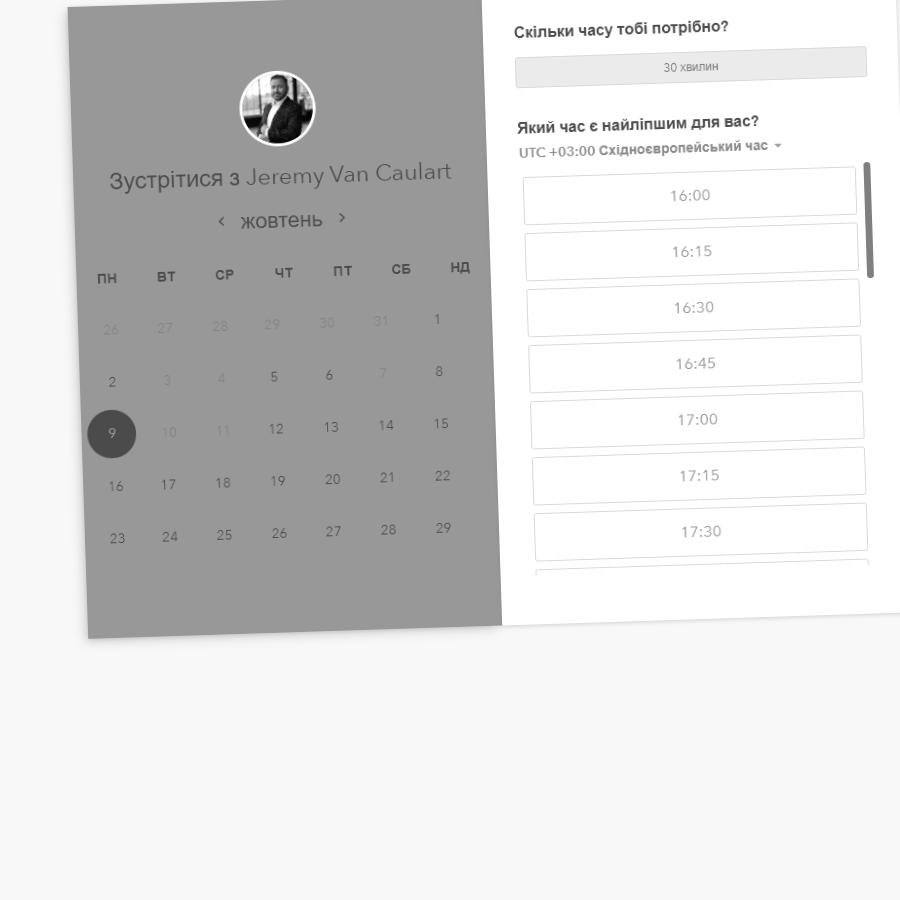 Зустрітися з Jeremy Van Caulart
‹ жовтень ›
ПН ВТ СР ЧТ ПТ СБ НД
26 27 28 29 30 31 1
2 3 4 5 6 7 8
9 10 11 12 13 14 15
16 17 18 19 20 21 22
23 24 25 26 27 28 29
Скільки часу тобі потрібно?
30 хвилин
Який час є найліпшим для вас?
UTC +03:00 Східноєвропейський час
16:00
16:15
16:30
16:45
17:00
17:15
17:30